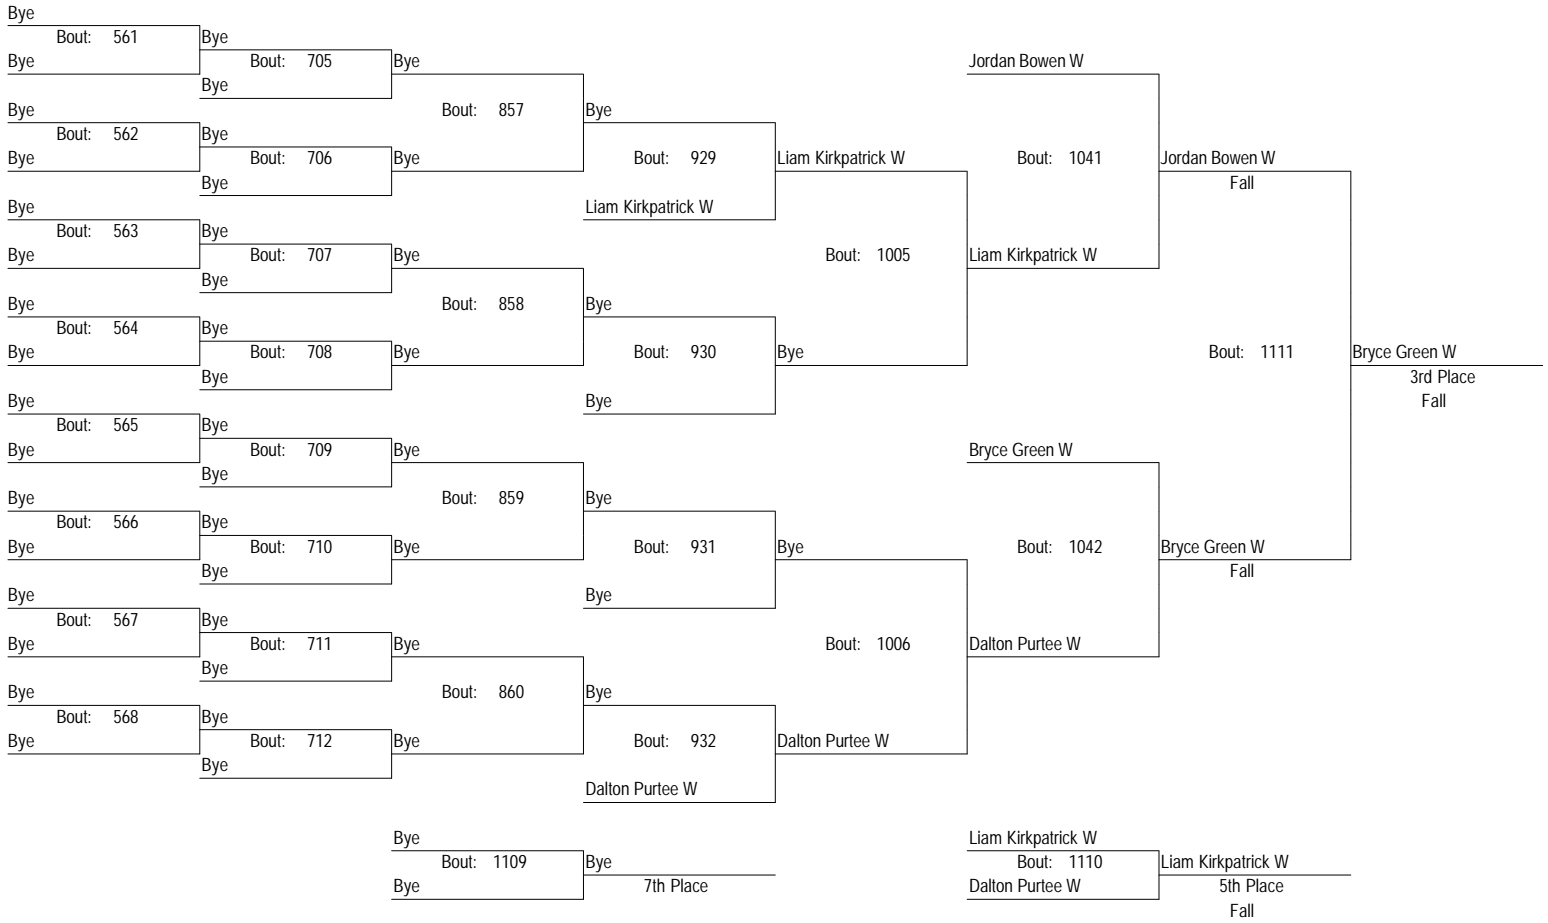 Bye
Bout: 561
Bye
Bye
Bout: 705
Bye
Bye
Bout: 562
Bye
Bye
Bout: 706
Bye
Bye
Bout: 857
Bye
Bye
Bout: 563
Bye
Bye
Bout: 707
Bye
Bye
Bout: 564
Bye
Bye
Bout: 708
Bye
Bye
Bout: 858
Bye
Bye
Bout: 565
Bye
Bye
Bout: 709
Bye
Bye
Bout: 566
Bye
Bye
Bout: 710
Bye
Bye
Bout: 859
Bye
Bye
Bout: 567
Bye
Bye
Bout: 711
Bye
Bye
Bout: 568
Bye
Bye
Bout: 712
Bye
Bye
Bout: 860
Bye
Bye
Bout: 929
Liam Kirkpatrick W
Bye
Bout: 930
Bye
Bye
Bout: 931
Bye
Bye
Bout: 932
Dalton Purtee W
Liam Kirkpatrick W
Bout: 1005
Bye
Bye
Bout: 1006
Dalton Purtee W
Jordan Bowen W
Bout: 1041
Liam Kirkpatrick W
Bryce Green W
Bout: 1042
Dalton Purtee W
Jordan Bowen W
Fall
Bout: 1111
Bryce Green W
Fall
Bryce Green W
3rd Place
Fall
Bye
Bout: 1109
Bye
Bye
7th Place
Liam Kirkpatrick W
Bout: 1110
Dalton Purtee W
Liam Kirkpatrick W
5th Place
Fall